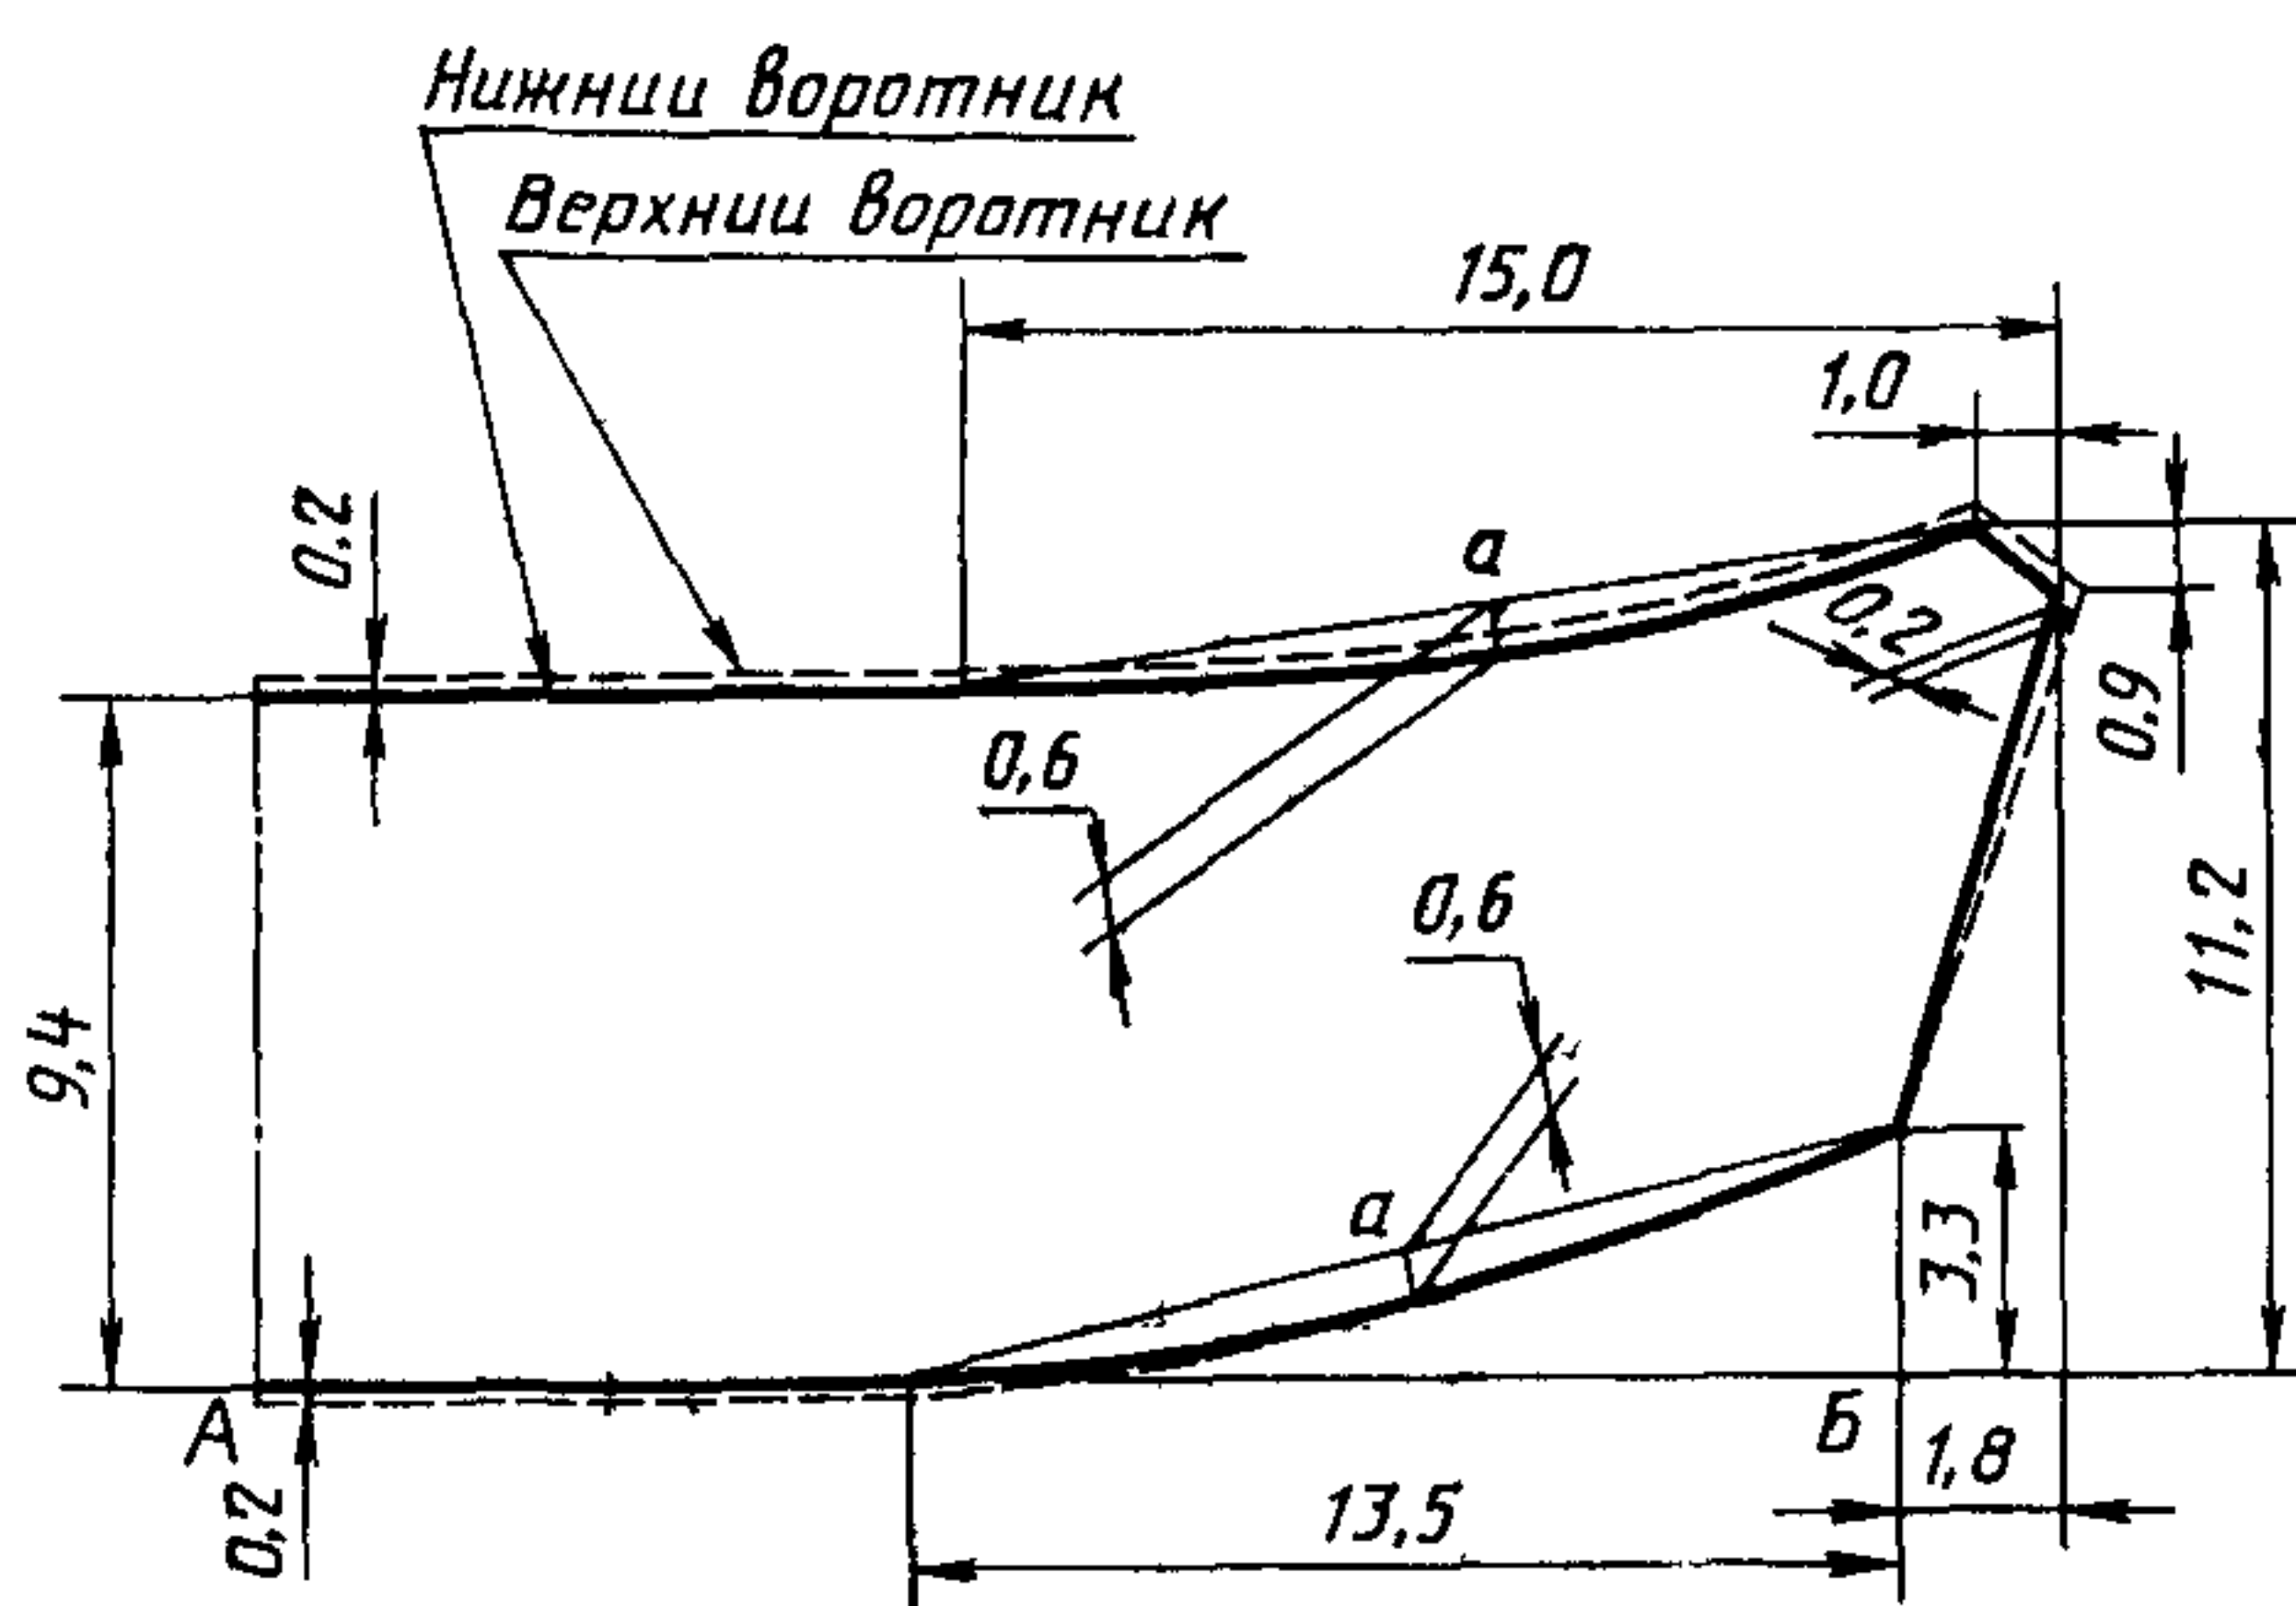 Нижнии воротник
Верхнии воротник
15,0
1,0
0.2
а
0,2
0,9
0,6
0,6
11,2
9,4
а
3,3
А
Б
1,8
0,2
13,5